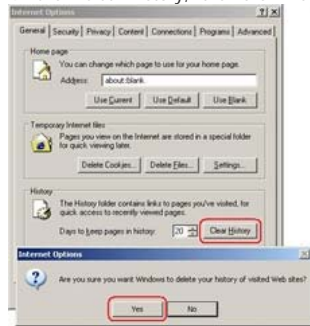 Internet Options
General Security Privacy Content Connections Programs Advanced
Home page
You can change which page to use for your home page.
Address: about:blank
Use Current Use Default Use Blank
Temporary Internet files
Pages you view on the Internet are stored in a special folder
for quick viewing later.
Delete Cookies... Delete Files... Settings...
History
The History folder contains links to pages you've visited, for
quick access to recently viewed pages.
Days to keep pages in history: 20 Clear History
Internet Options
Are you sure you want Windows to delete your history of visited Web sites?
Yes No